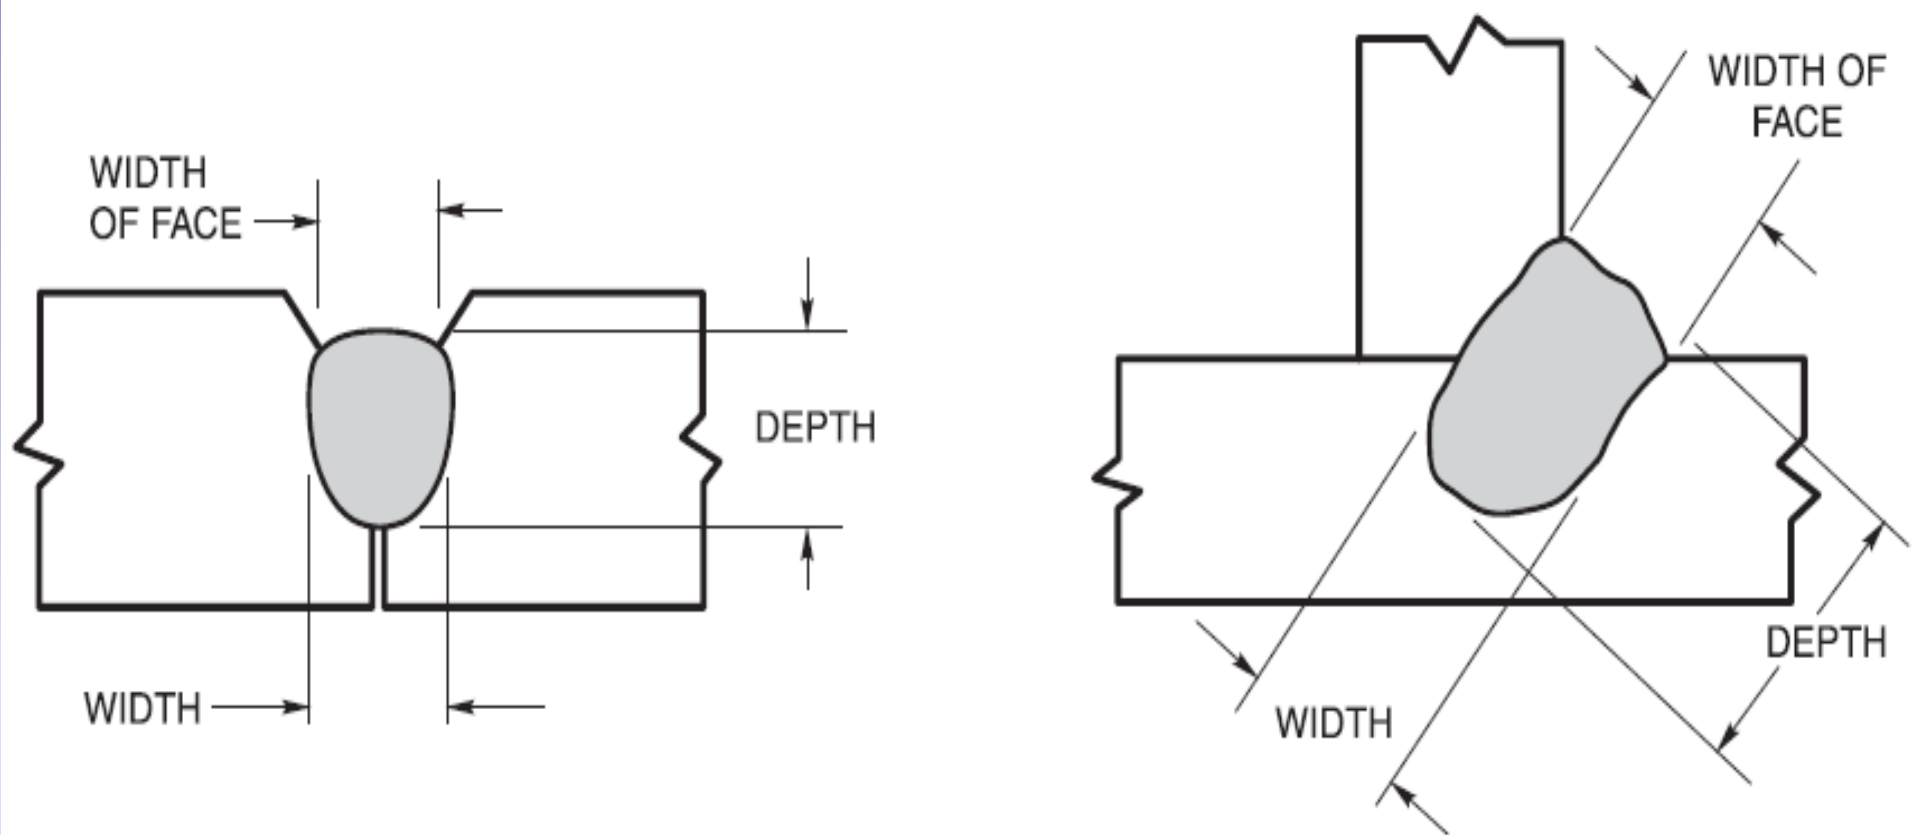 WIDTH
OF FACE
DEPTH
WIDTH
WIDTH OF
FACE
DEPTH
WIDTH